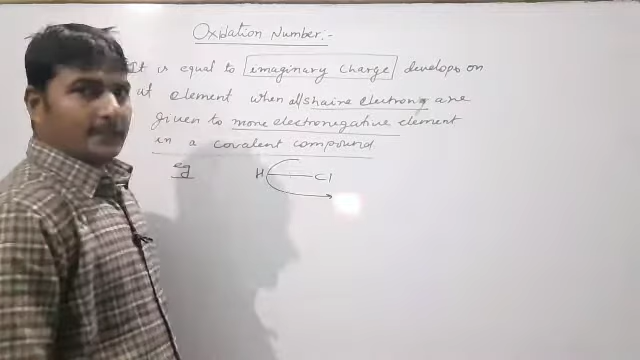 Oxidation Number:-
It is equal to imaginary charge develops on
element when all shaire electrons are
given to more electronegative element
in a covalent compound.
eg H Cl